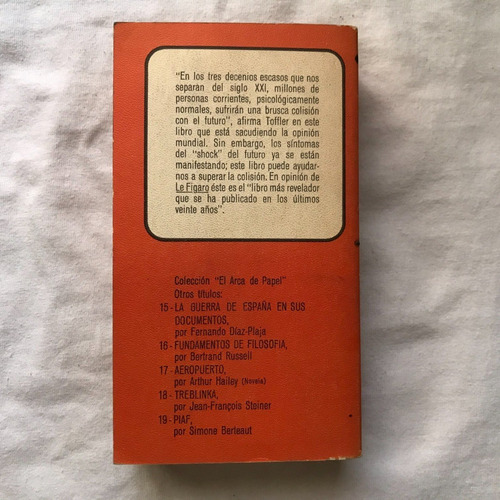 "En los tres decenios escasos que nos
separan del siglo XXI, millones de
personas corrientes, psicológicamente
normales, sufrirán una brusca colisión
con el futuro", afirma Toffler en este
libro que está sacudiendo la opinión
mundial. Sin embargo, los síntomas
del "shock" del futuro ya se están
manifestando; este libro puede ayudar-
nos a superar la colisión. En opinión de
Le Figaro éste es el "libro más revelador
que se ha publicado en los últimos
veinte años".
Colección "El Arca de Papel"
Otros títulos:
15-LA GUERRA DE ESPAÑA EN SUS
DOCUMENTOS,
por Fernando Díaz-Plaja
16-FUNDAMENTOS DE FILOSOFIA,
por Bertrand Russell
17-AEROPUERTO,
por Arthur Hailey (Novela)
18-TREBLINKA,
por Jean-François Steiner
19-PIAF,
por Simone Berteaut